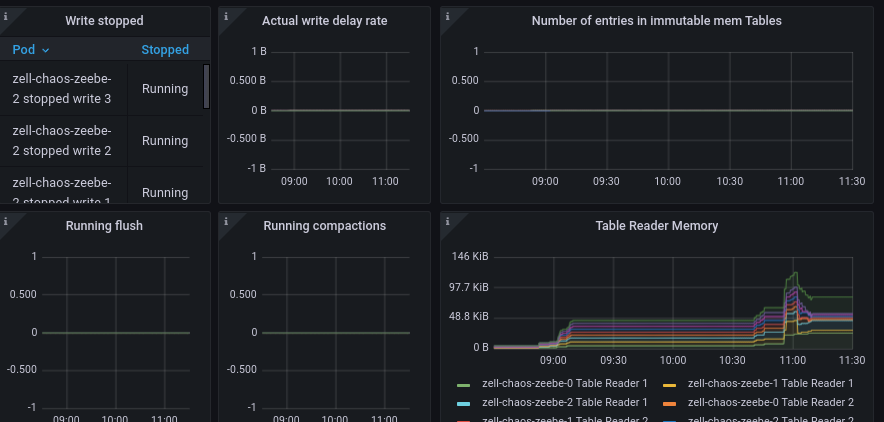 Write stopped
Pod Stopped
zell-chaos-zeebe-
2 stopped write 3
Running
zell-chaos-zeebe-
2 stopped write 2
Running
zell-chaos-zeebe-
2 stopped write 1
Running
Actual write delay rate
1 B
0.500 B
0 B
-0.500 B
-1 B
09:00 10:00 11:00
Number of entries in immutable mem Tables
1
0.500
0
-0.500
-1
09:00 09:30 10:00 10:30 11:00 11:30
Running flush
1
0.500
0
-0.500
-1
09:00 10:00 11:00
Running compactions
1
0.500
0
-0.500
-1
09:00 10:00 11:00
Table Reader Memory
146 KiB
97.7 KiB
48.8 KiB
0 B
09:00 09:30 10:00 10:30 11:00 11:30
zell-chaos-zeebe-0 Table Reader 1 zell-chaos-zeebe-1 Table Reader 1
zell-chaos-zeebe-2 Table Reader 1 zell-chaos-zeebe-0 Table Reader 2
zell-chaos-zeebe-1 Table Reader 2 zell-chaos-zeebe-2 Table Reader 2